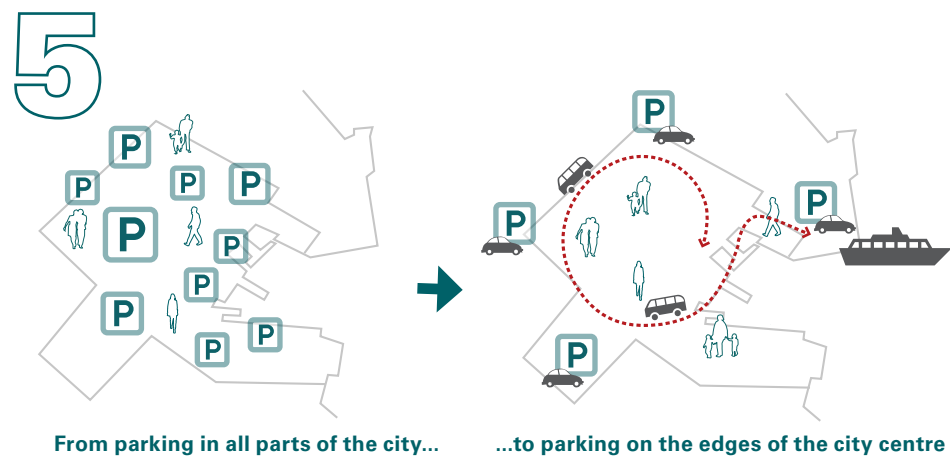 5
P
P
P
P
P
P
P
P
P
P
P
P
P
P
From parking in all parts of the city...
...to parking on the edges of the city centre